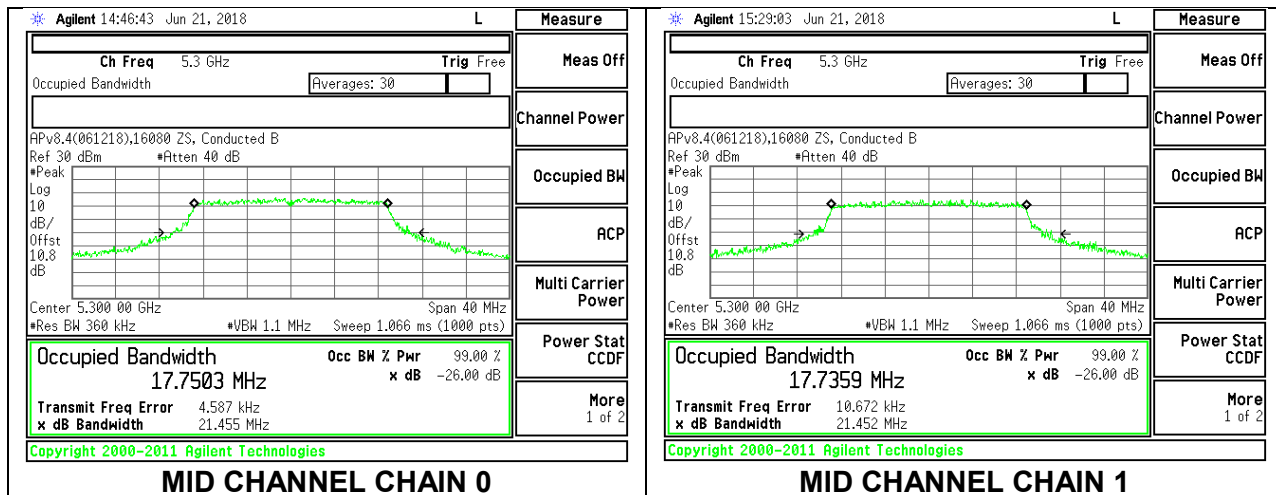 Agilent 14:46:43 Jun 21, 2018 L Measure
Ch Freq 5.3 GHz Trig Free
Occupied Bandwidth Averages: 30
Meas Off
Channel Power
APv8.4(061218),16080 ZS, Conducted B
Ref 30 dBm #Atten 40 dB
#Peak
Log
10
dB/
Offst
10.8
dB
Occupied BW
ACP
Multi Carrier
Power
Center 5.300 00 GHz Span 40 MHz
#Res BW 360 kHz #VBW 1.1 MHz Sweep 1.066 ms (1000 pts)
Power Stat
CCDF
Occupied Bandwidth Occ BW % Pwr 99.00 %
17.7503 MHz x dB -26.00 dB
Transmit Freq Error 4.587 kHz
x dB Bandwidth 21.455 MHz
More
1 of 2
Copyright 2000-2011 Agilent Technologies
MID CHANNEL CHAIN 0
Agilent 15:29:03 Jun 21, 2018 L Measure
Ch Freq 5.3 GHz Trig Free
Occupied Bandwidth Averages: 30
Meas Off
Channel Power
APv8.4(061218),16080 ZS, Conducted B
Ref 30 dBm #Atten 40 dB
#Peak
Log
10
dB/
Offst
10.8
dB
Occupied BW
ACP
Multi Carrier
Power
Center 5.300 00 GHz Span 40 MHz
#Res BW 360 kHz #VBW 1.1 MHz Sweep 1.066 ms (1000 pts)
Power Stat
CCDF
Occupied Bandwidth Occ BW % Pwr 99.00 %
17.7359 MHz x dB -26.00 dB
Transmit Freq Error 10.672 kHz
x dB Bandwidth 21.452 MHz
More
1 of 2
Copyright 2000-2011 Agilent Technologies
MID CHANNEL CHAIN 1